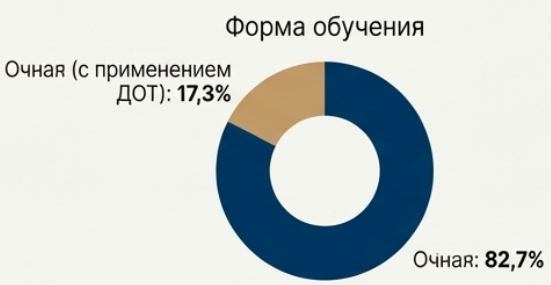 Форма обучения
Очная (с применением
ДОТ): 17,3%
Очная: 82,7%